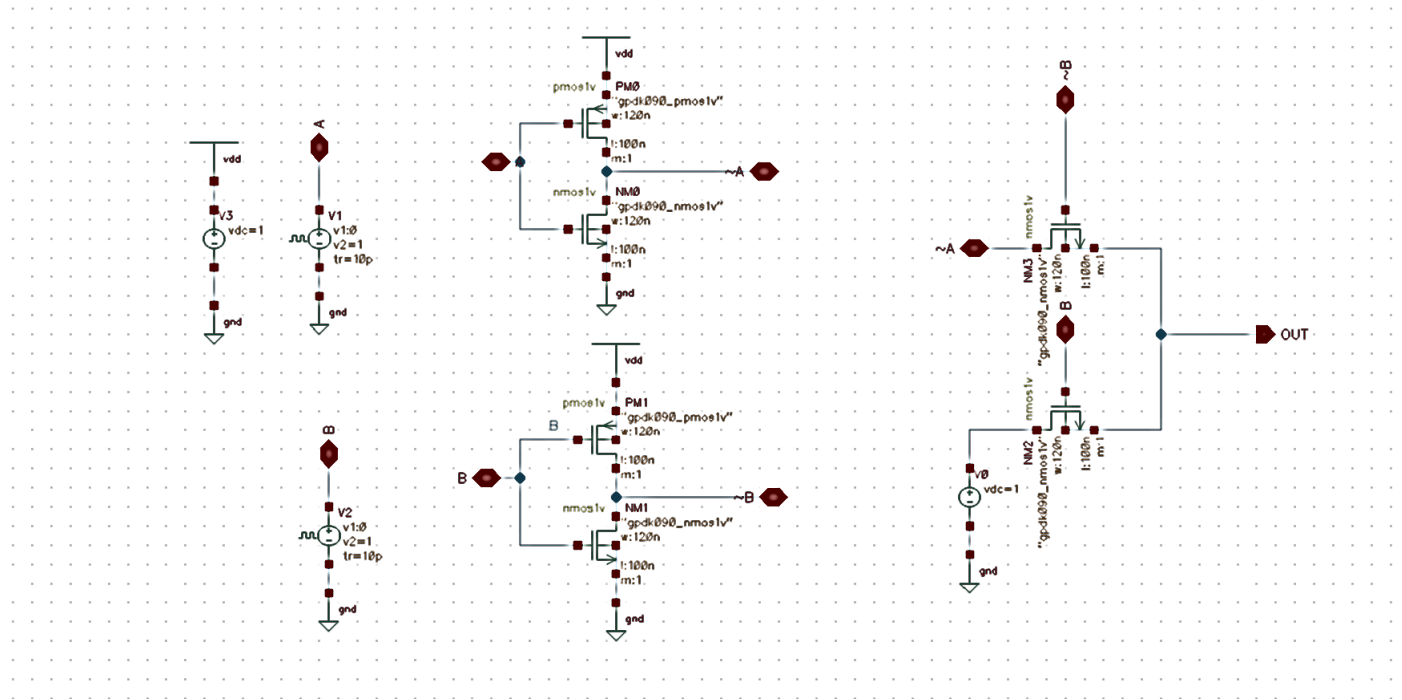 vdd
V3
vdc=1
gnd
A
V1
v1:0
v2=1
tr=10p
gnd
B
V2
v1:0
v2=1
tr=10p
gnd
vdd
pmos1v
PM0
"gpdk090_pmos1v"
w:120n
l:100n
m:1
~A
nmos1v
NM0
"gpdk090_nmos1v"
w:120n
l:100n
m:1
gnd
vdd
pmos1v
PM1
"gpdk090_pmos1v"
B
w:120n
l:100n
m:1
B
~B
nmos1v
NM1
"gpdk090_nmos1v"
w:120n
l:100n
m:1
gnd
~B
nmos1v
~A
NM3
"gpdk090_nmos1v"
w:120n
l:100n
m:1
B
OUT
nmos1v
NM2
"gpdk090_nmos1v"
w:120n
l:100n
m:1
V0
vdc=1
gnd